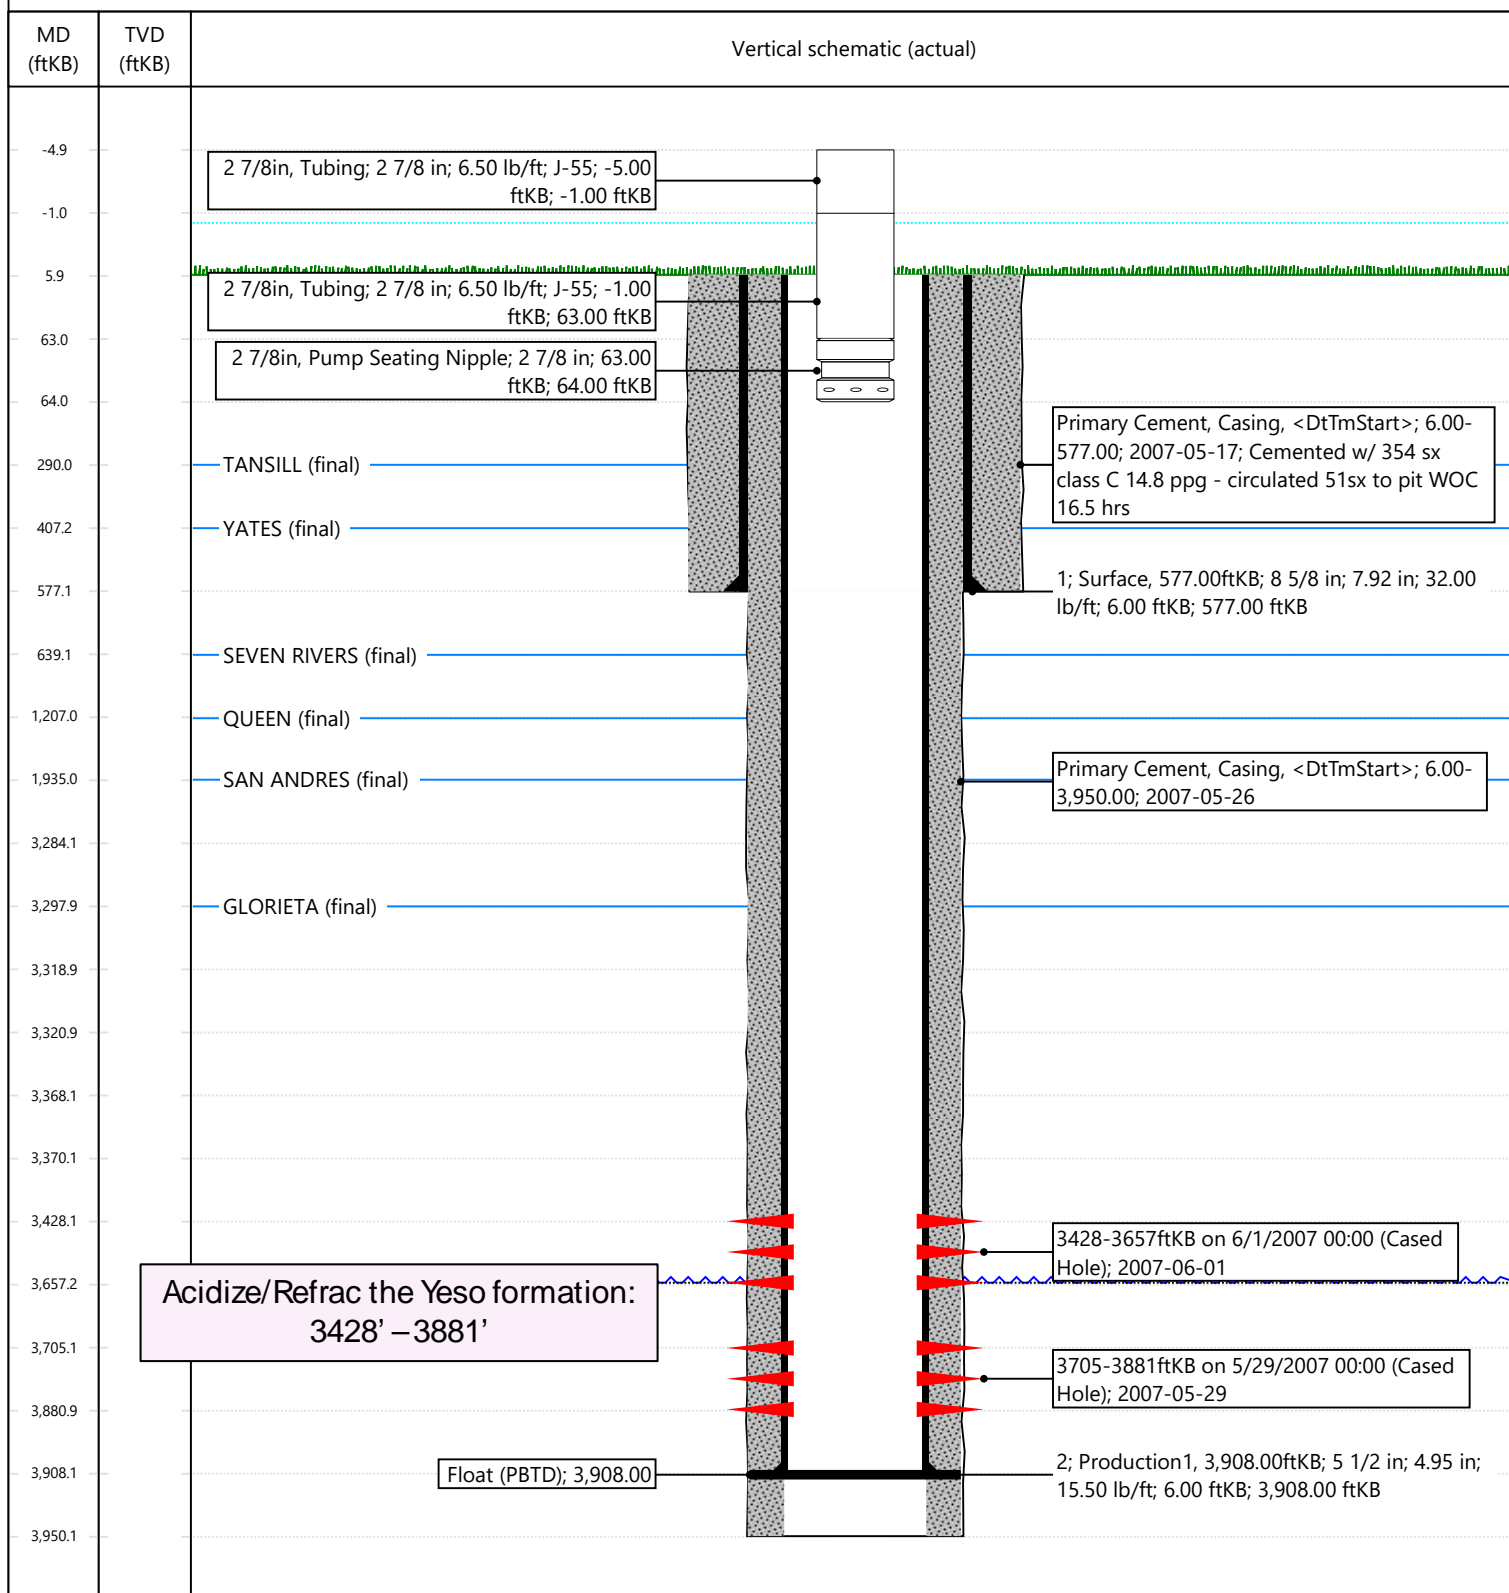 MD
(ftKB)
TVD
(ftKB)
Vertical schematic (actual)
-4.9
2 7/8in, Tubing; 2 7/8 in; 6.50 lb/ft; J-55; -5.00
ftKB; -1.00 ftKB
-1.0
5.9
2 7/8in, Tubing; 2 7/8 in; 6.50 lb/ft; J-55; -1.00
ftKB; 63.00 ftKB
63.0
2 7/8in, Pump Seating Nipple; 2 7/8 in; 63.00
ftKB; 64.00 ftKB
64.0
Primary Cement, Casing, <DtTmStart>; 6.00-
577.00; 2007-05-17; Cemented w/ 354 sx
class C 14.8 ppg - circulated 51sx to pit WOC
16.5 hrs
290.0
TANSILL (final)
407.2
YATES (final)
577.1
1; Surface, 577.00ftKB; 8 5/8 in; 7.92 in; 32.00
lb/ft; 6.00 ftKB; 577.00 ftKB
639.1
SEVEN RIVERS (final)
1,207.0
QUEEN (final)
1,935.0
SAN ANDRES (final)
Primary Cement, Casing, <DtTmStart>; 6.00-
3,950.00; 2007-05-26
3,284.1
3,297.9
GLORIETA (final)
3,318.9
3,320.9
3,368.1
3,370.1
3,428.1
3428-3657ftKB on 6/1/2007 00:00 (Cased
Hole); 2007-06-01
3,657.2
Acidize/Refrac the Yeso formation:
3428’ – 3881’
3,705.1
3705-3881ftKB on 5/29/2007 00:00 (Cased
Hole); 2007-05-29
3,880.9
3,908.1
Float (PBTD); 3,908.00
2; Production1, 3,908.00ftKB; 5 1/2 in; 4.95 in;
15.50 lb/ft; 6.00 ftKB; 3,908.00 ftKB
3,950.1